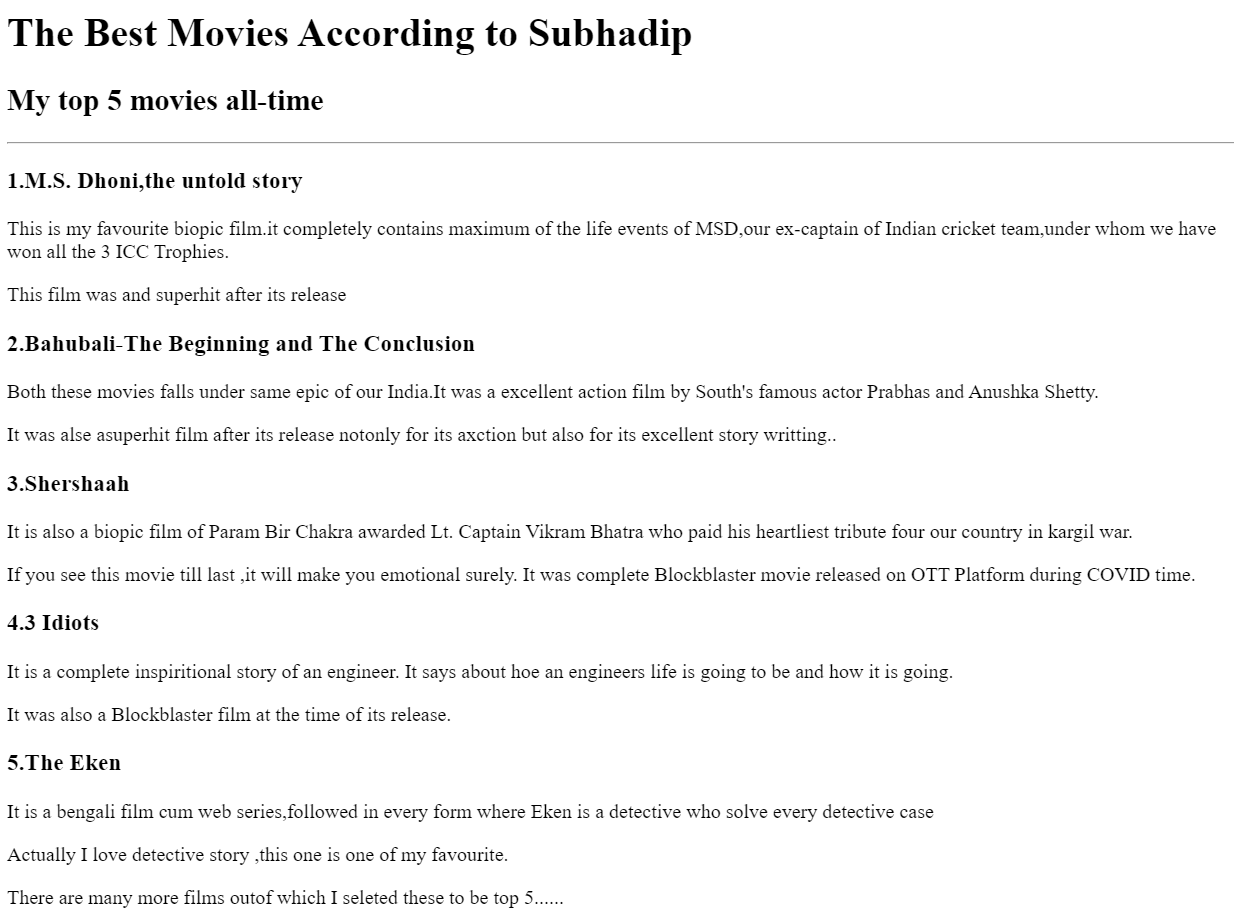 The Best Movies According to Subhadip
My top 5 movies all-time
1.M.S. Dhoni,the untold story
This is my favourite biopic film.it completely contains maximum of the life events of MSD,our ex-captain of Indian cricket team,under whom we have
won all the 3 ICC Trophies.
This film was and superhit after its release
2.Bahubali-The Beginning and The Conclusion
Both these movies falls under same epic of our India.It was a excellent action film by South's famous actor Prabhas and Anushka Shetty.
It was alse asuperhit film after its release notonly for its axction but also for its excellent story writting..
3.Shershaah
It is also a biopic film of Param Bir Chakra awarded Lt. Captain Vikram Bhatra who paid his heartliest tribute four our country in kargil war.
If you see this movie till last ,it will make you emotional surely. It was complete Blockblaster movie released on OTT Platform during COVID time.
4.3 Idiots
It is a complete inspiritional story of an engineer. It says about hoe an engineers life is going to be and how it is going.
It was also a Blockblaster film at the time of its release.
5.The Eken
It is a bengali film cum web series,followed in every form where Eken is a detective who solve every detective case
Actually I love detective story ,this one is one of my favourite.
There are many more films outof which I seleted these to be top 5......